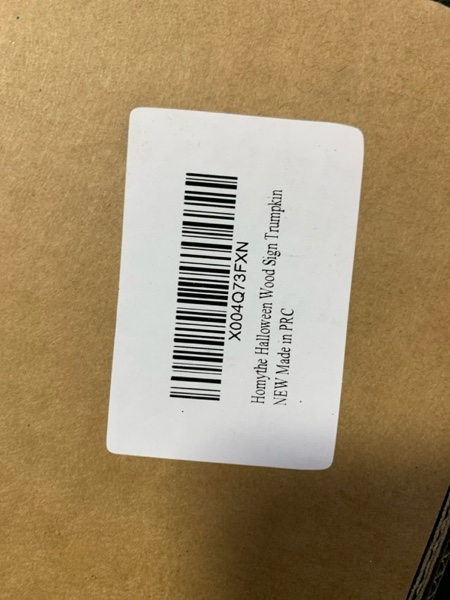 X004Q73FXN
Homythe Halloween Wood Sign Trumpkin
NEW Made in PRC